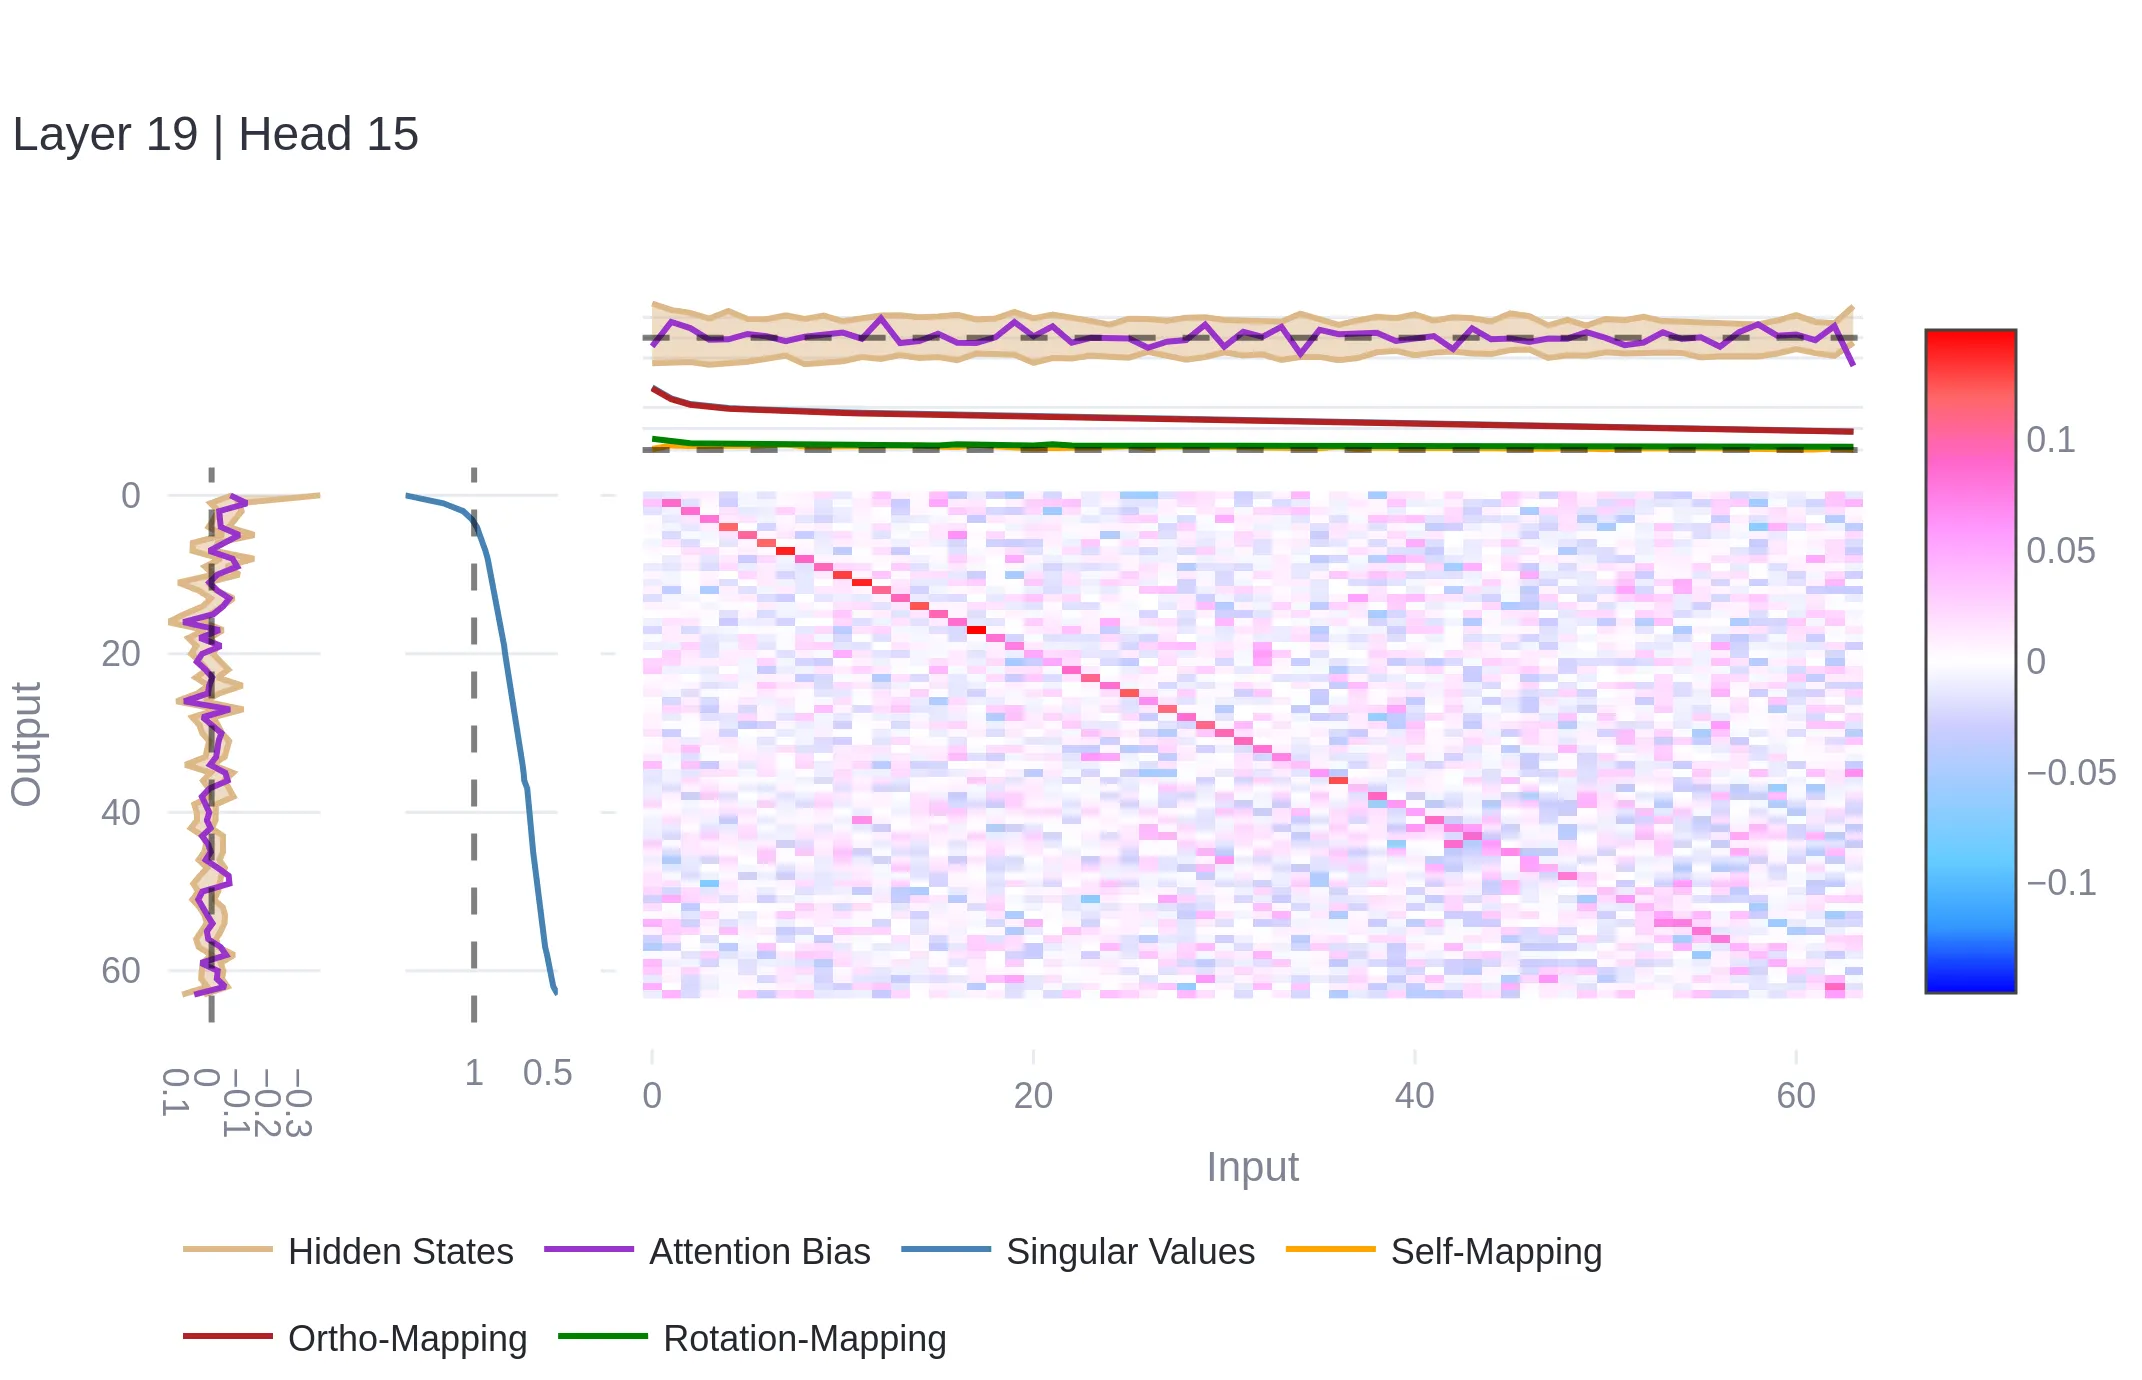 Layer 19 | Head 15
0
20
40
60
Output
0.1
0
−0.1
−0.2
−0.3
1
0.5
0
20
40
60
Input
0.1
0.05
0
−0.05
−0.1
Hidden States
Attention Bias
Singular Values
Self-Mapping
Ortho-Mapping
Rotation-Mapping